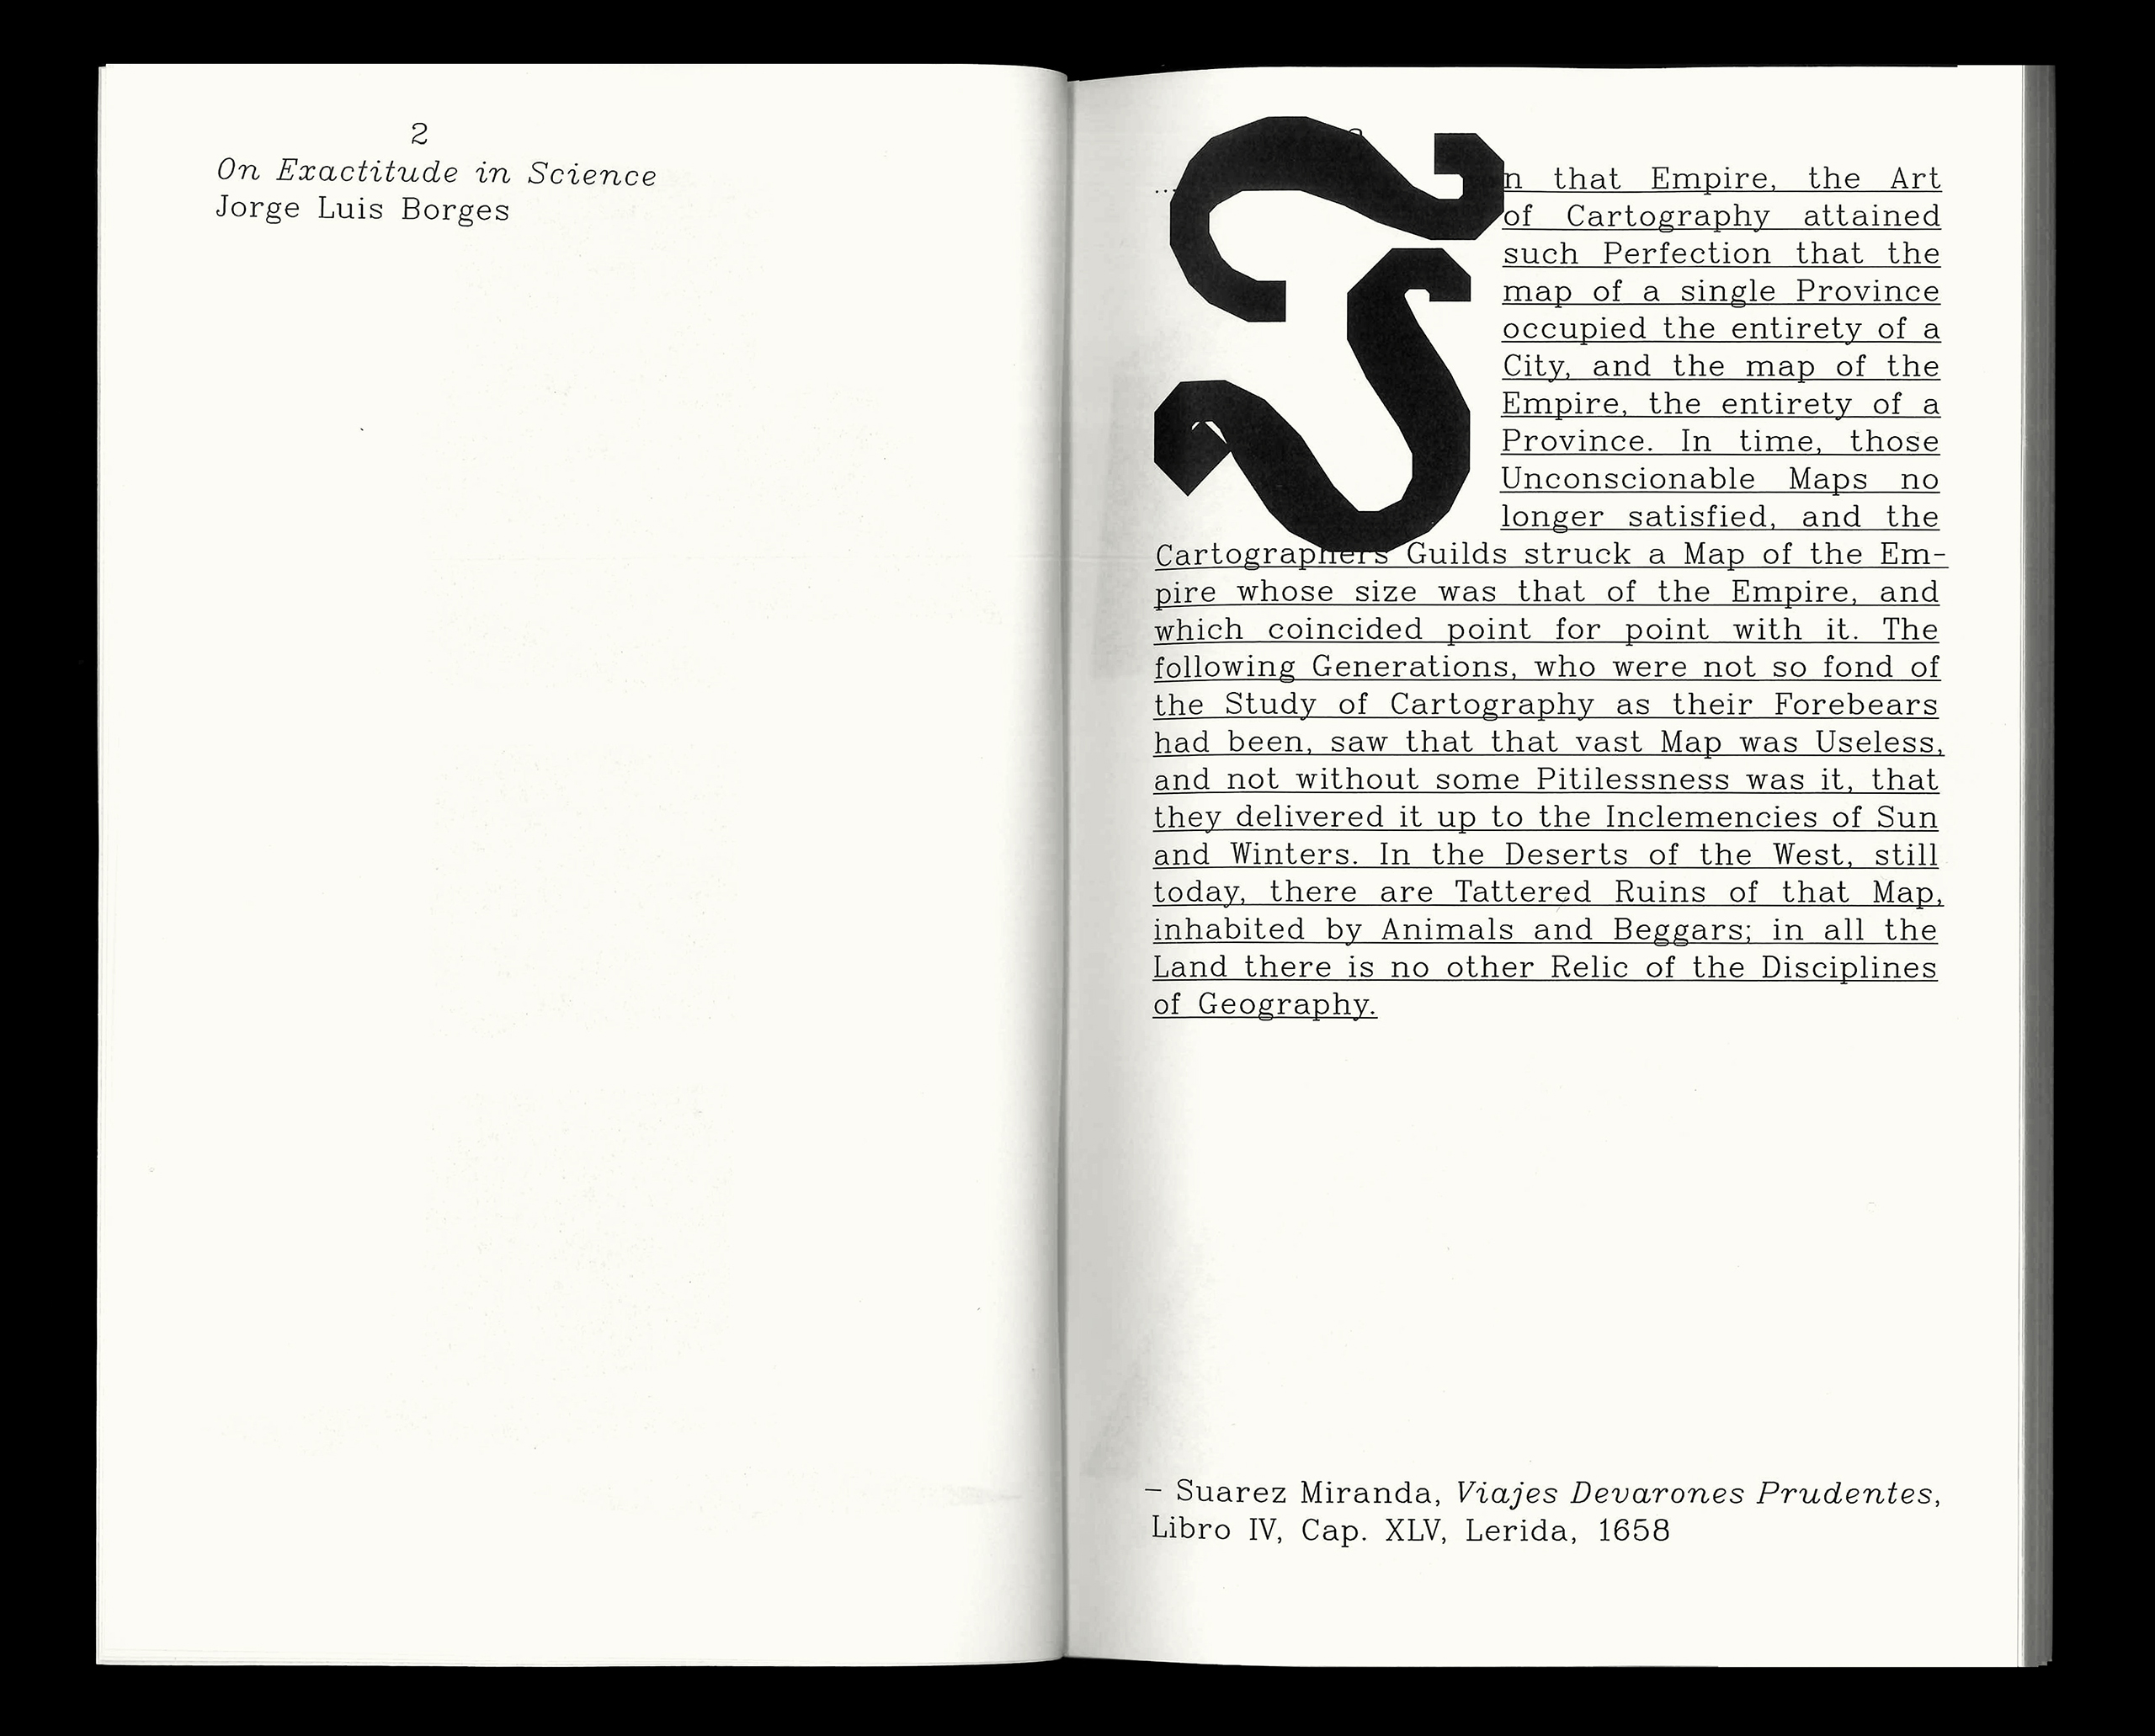 2
On Exactitude in Science
Jorge Luis Borges
...In that Empire, the Art
of Cartography attained
such Perfection that the
map of a single Province
occupied the entirety of a
City, and the map of the
Empire, the entirety of a
Province. In time, those
Unconscionable Maps no
longer satisfied, and the
Cartographers Guilds struck a Map of the Em-
pire whose size was that of the Empire, and
which coincided point for point with it. The
following Generations, who were not so fond of
the Study of Cartography as their Forebears
had been, saw that that vast Map was Useless,
and not without some Pitilessness was it, that
they delivered it up to the Inclemencies of Sun
and Winters. In the Deserts of the West, still
today, there are Tattered Ruins of that Map,
inhabited by Animals and Beggars; in all the
Land there is no other Relic of the Disciplines
of Geography.
– Suarez Miranda, Viajes Devarones Prudentes,
Libro IV, Cap. XLV, Lerida, 1658